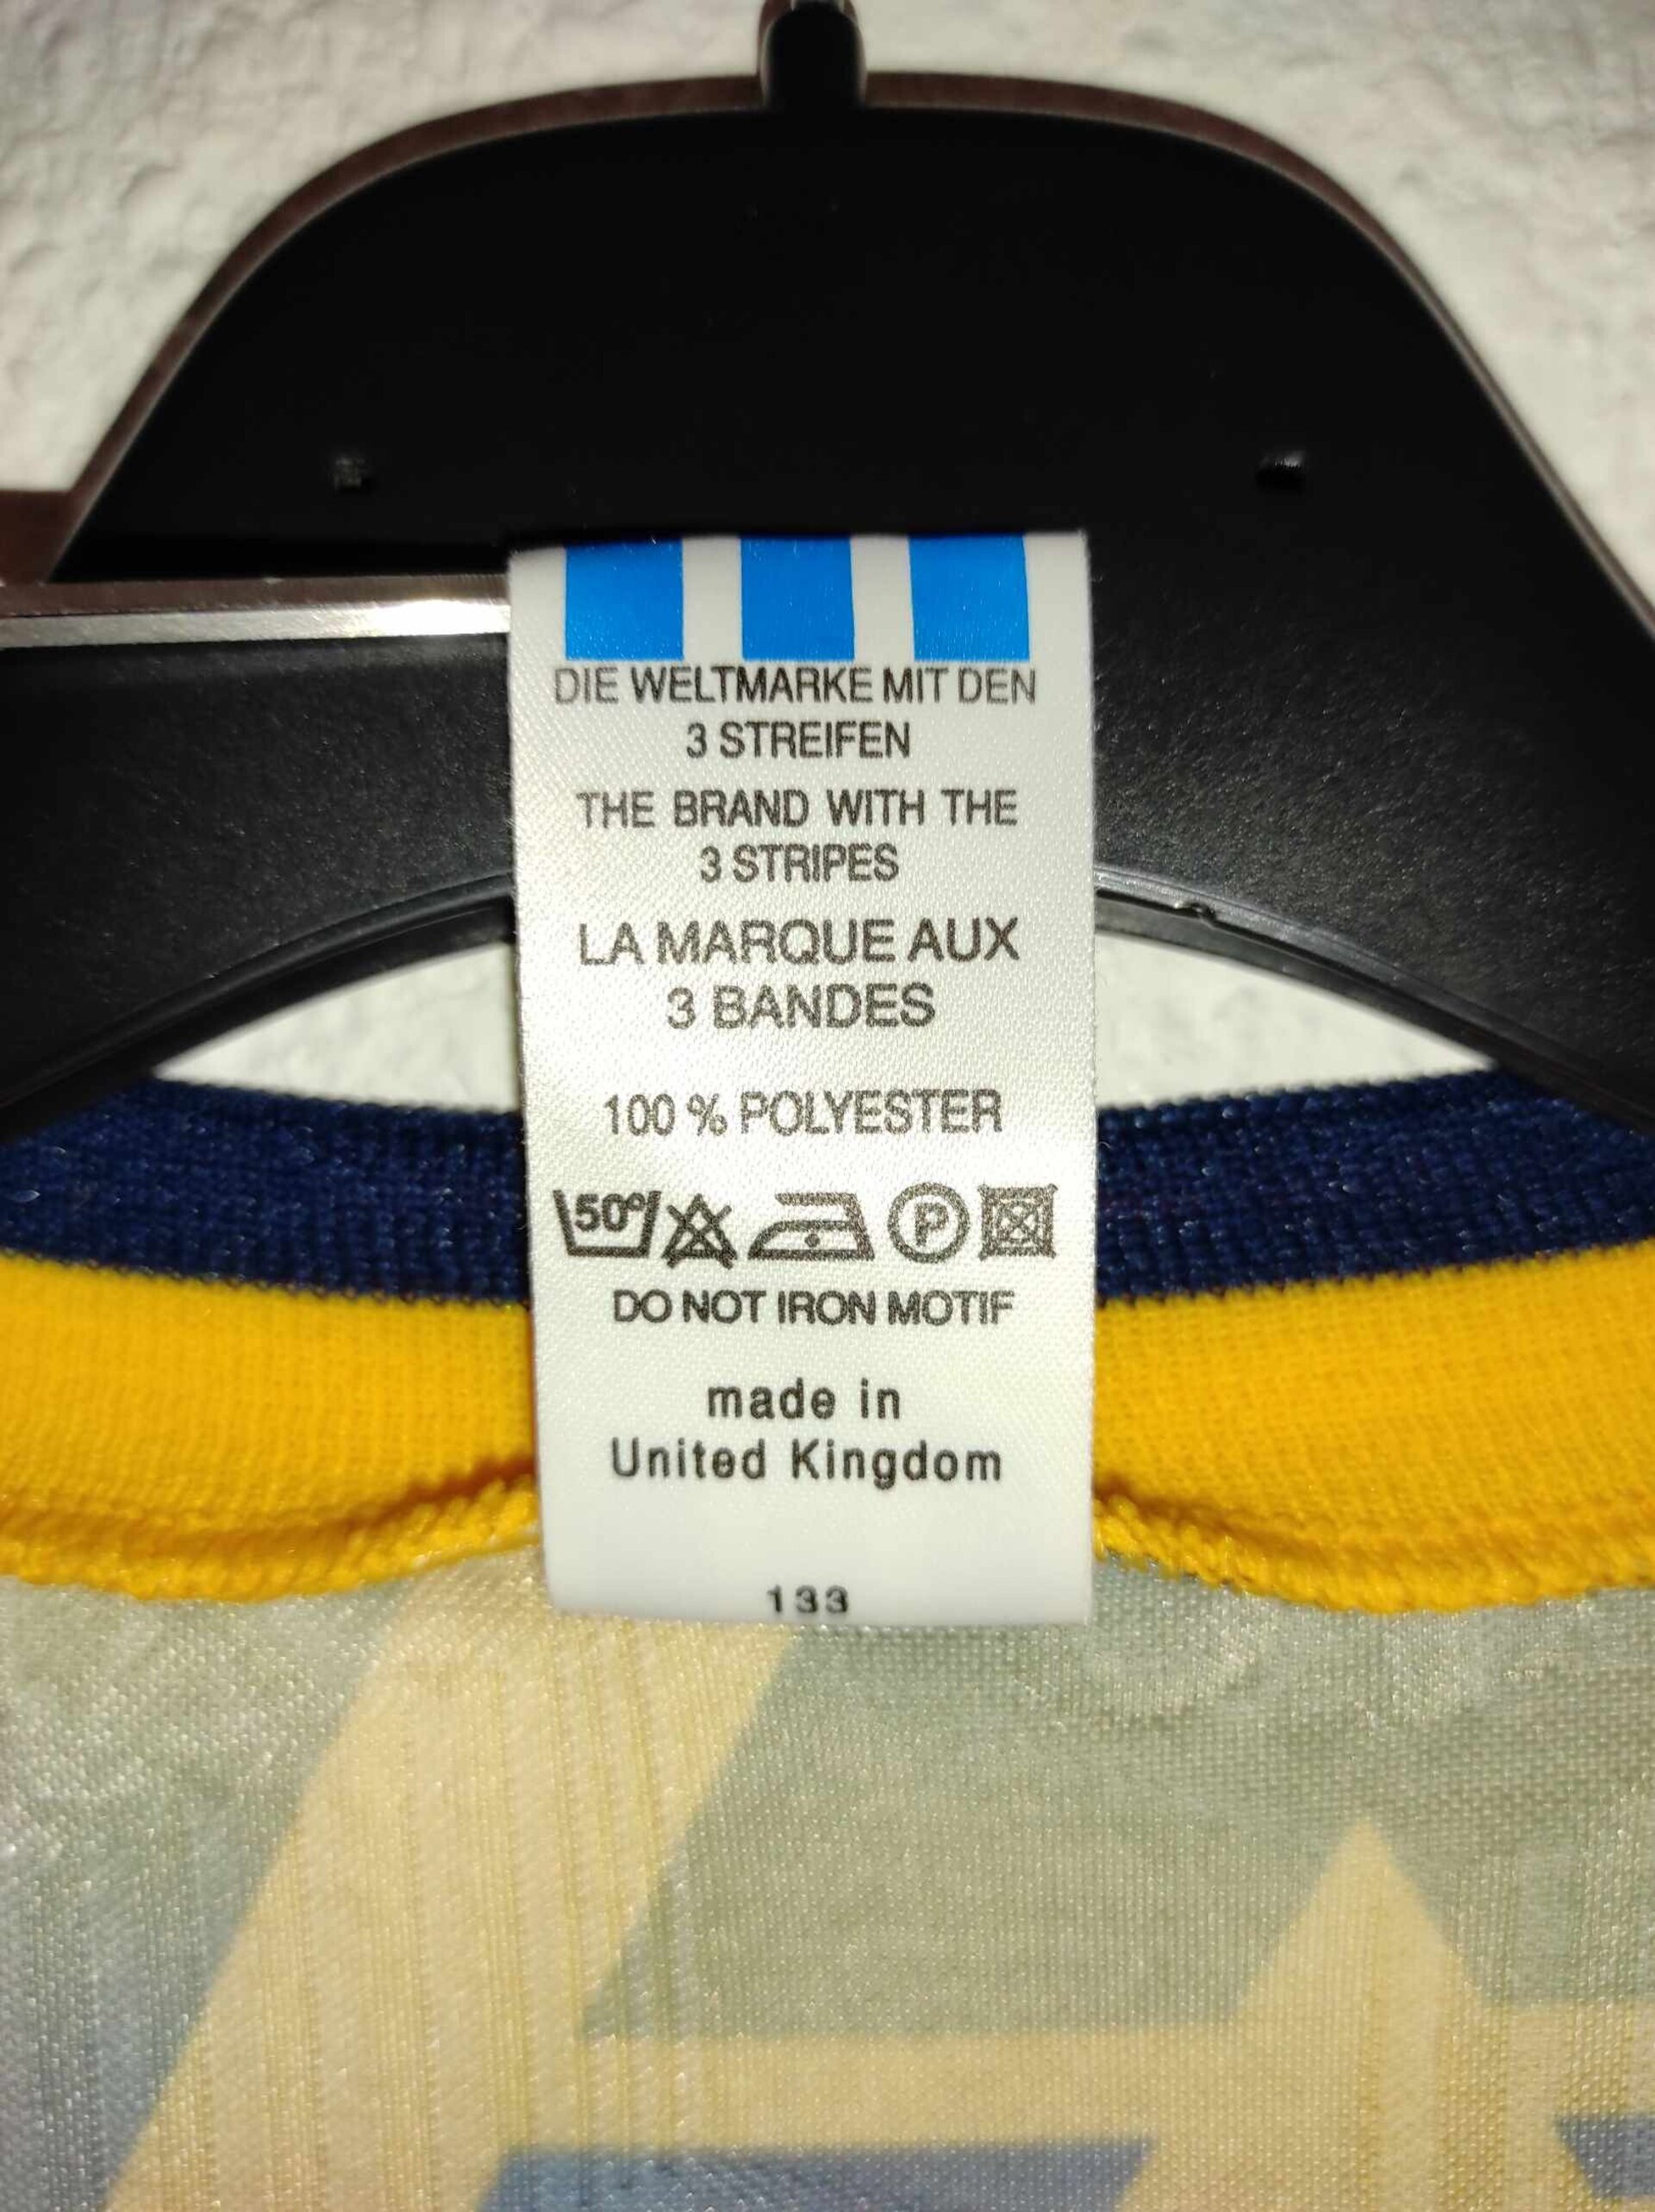 DIE WELTMARKE MIT DEN
3 STREIFEN
THE BRAND WITH THE
3 STRIPES
LA MARQUE AUX
3 BANDES
100 % POLYESTER
50° P
DO NOT IRON MOTIF
made in
United Kingdom
133